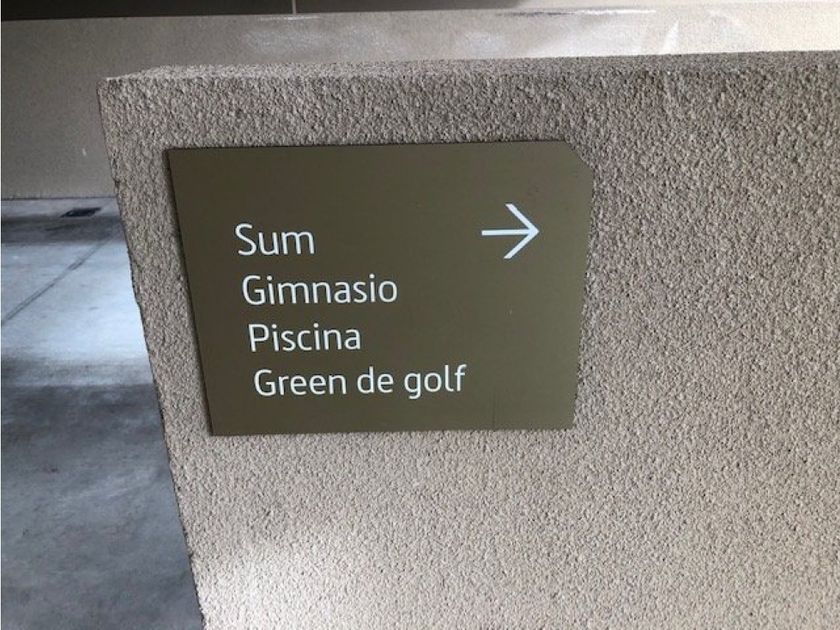 Sum
Gimnasio
Piscina
Green de golf